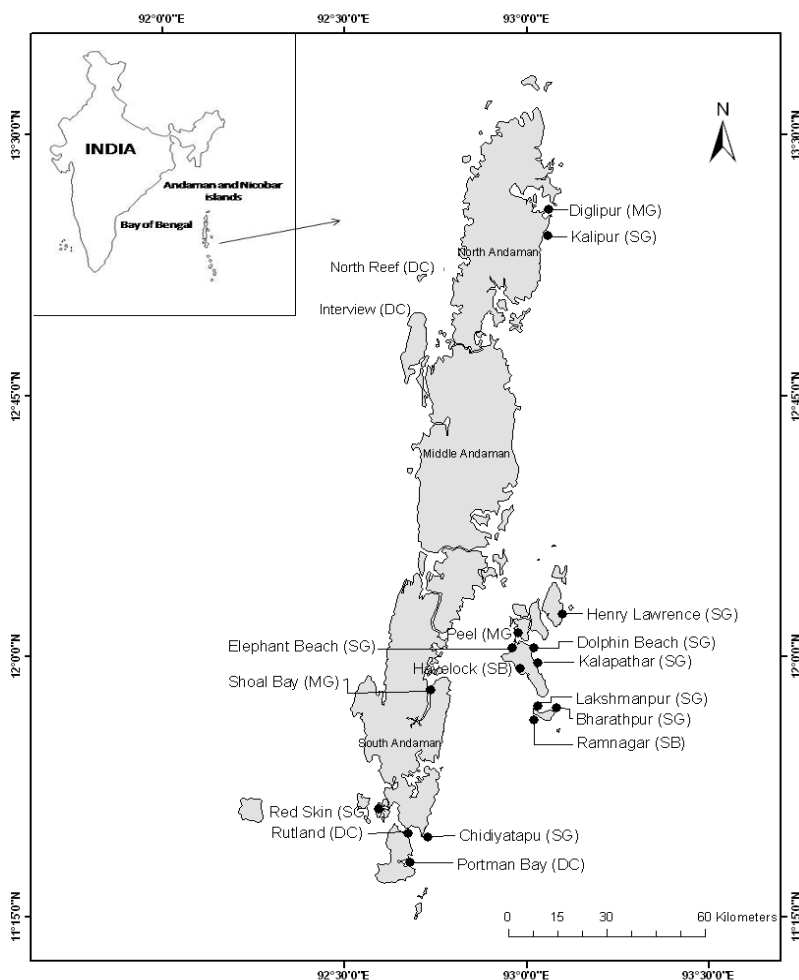 92°0'0"E
92°30'0"E
93°0'0"E
INDIA
Andaman and Nicobar
islands
Bay of Bengal
N
13°30'0"N
13°30'0"N
Diglipur (MG)
Kalipur (SG)
North Andaman
North Reef (DC)
Interview (DC)
12°45'0"N
12°45'0"N
Middle Andaman
Henry Lawrence (SG)
Peel (MG)
Elephant Beach (SG)
Dolphin Beach (SG)
12°0'0"N
12°0'0"N
Kalapathar (SG)
Havelock (SB)
Shoal Bay (MG)
Lakshmanpur (SG)
Bharathpur (SG)
South Andaman
Ramnagar (SB)
Red Skin (SG)
Rutland (DC)
Chidiyatapu (SG)
Portman Bay (DC)
11°15'0"N
11°15'0"N
0 15 30 60 Kilometers
92°30'0"E
93°0'0"E
93°30'0"E